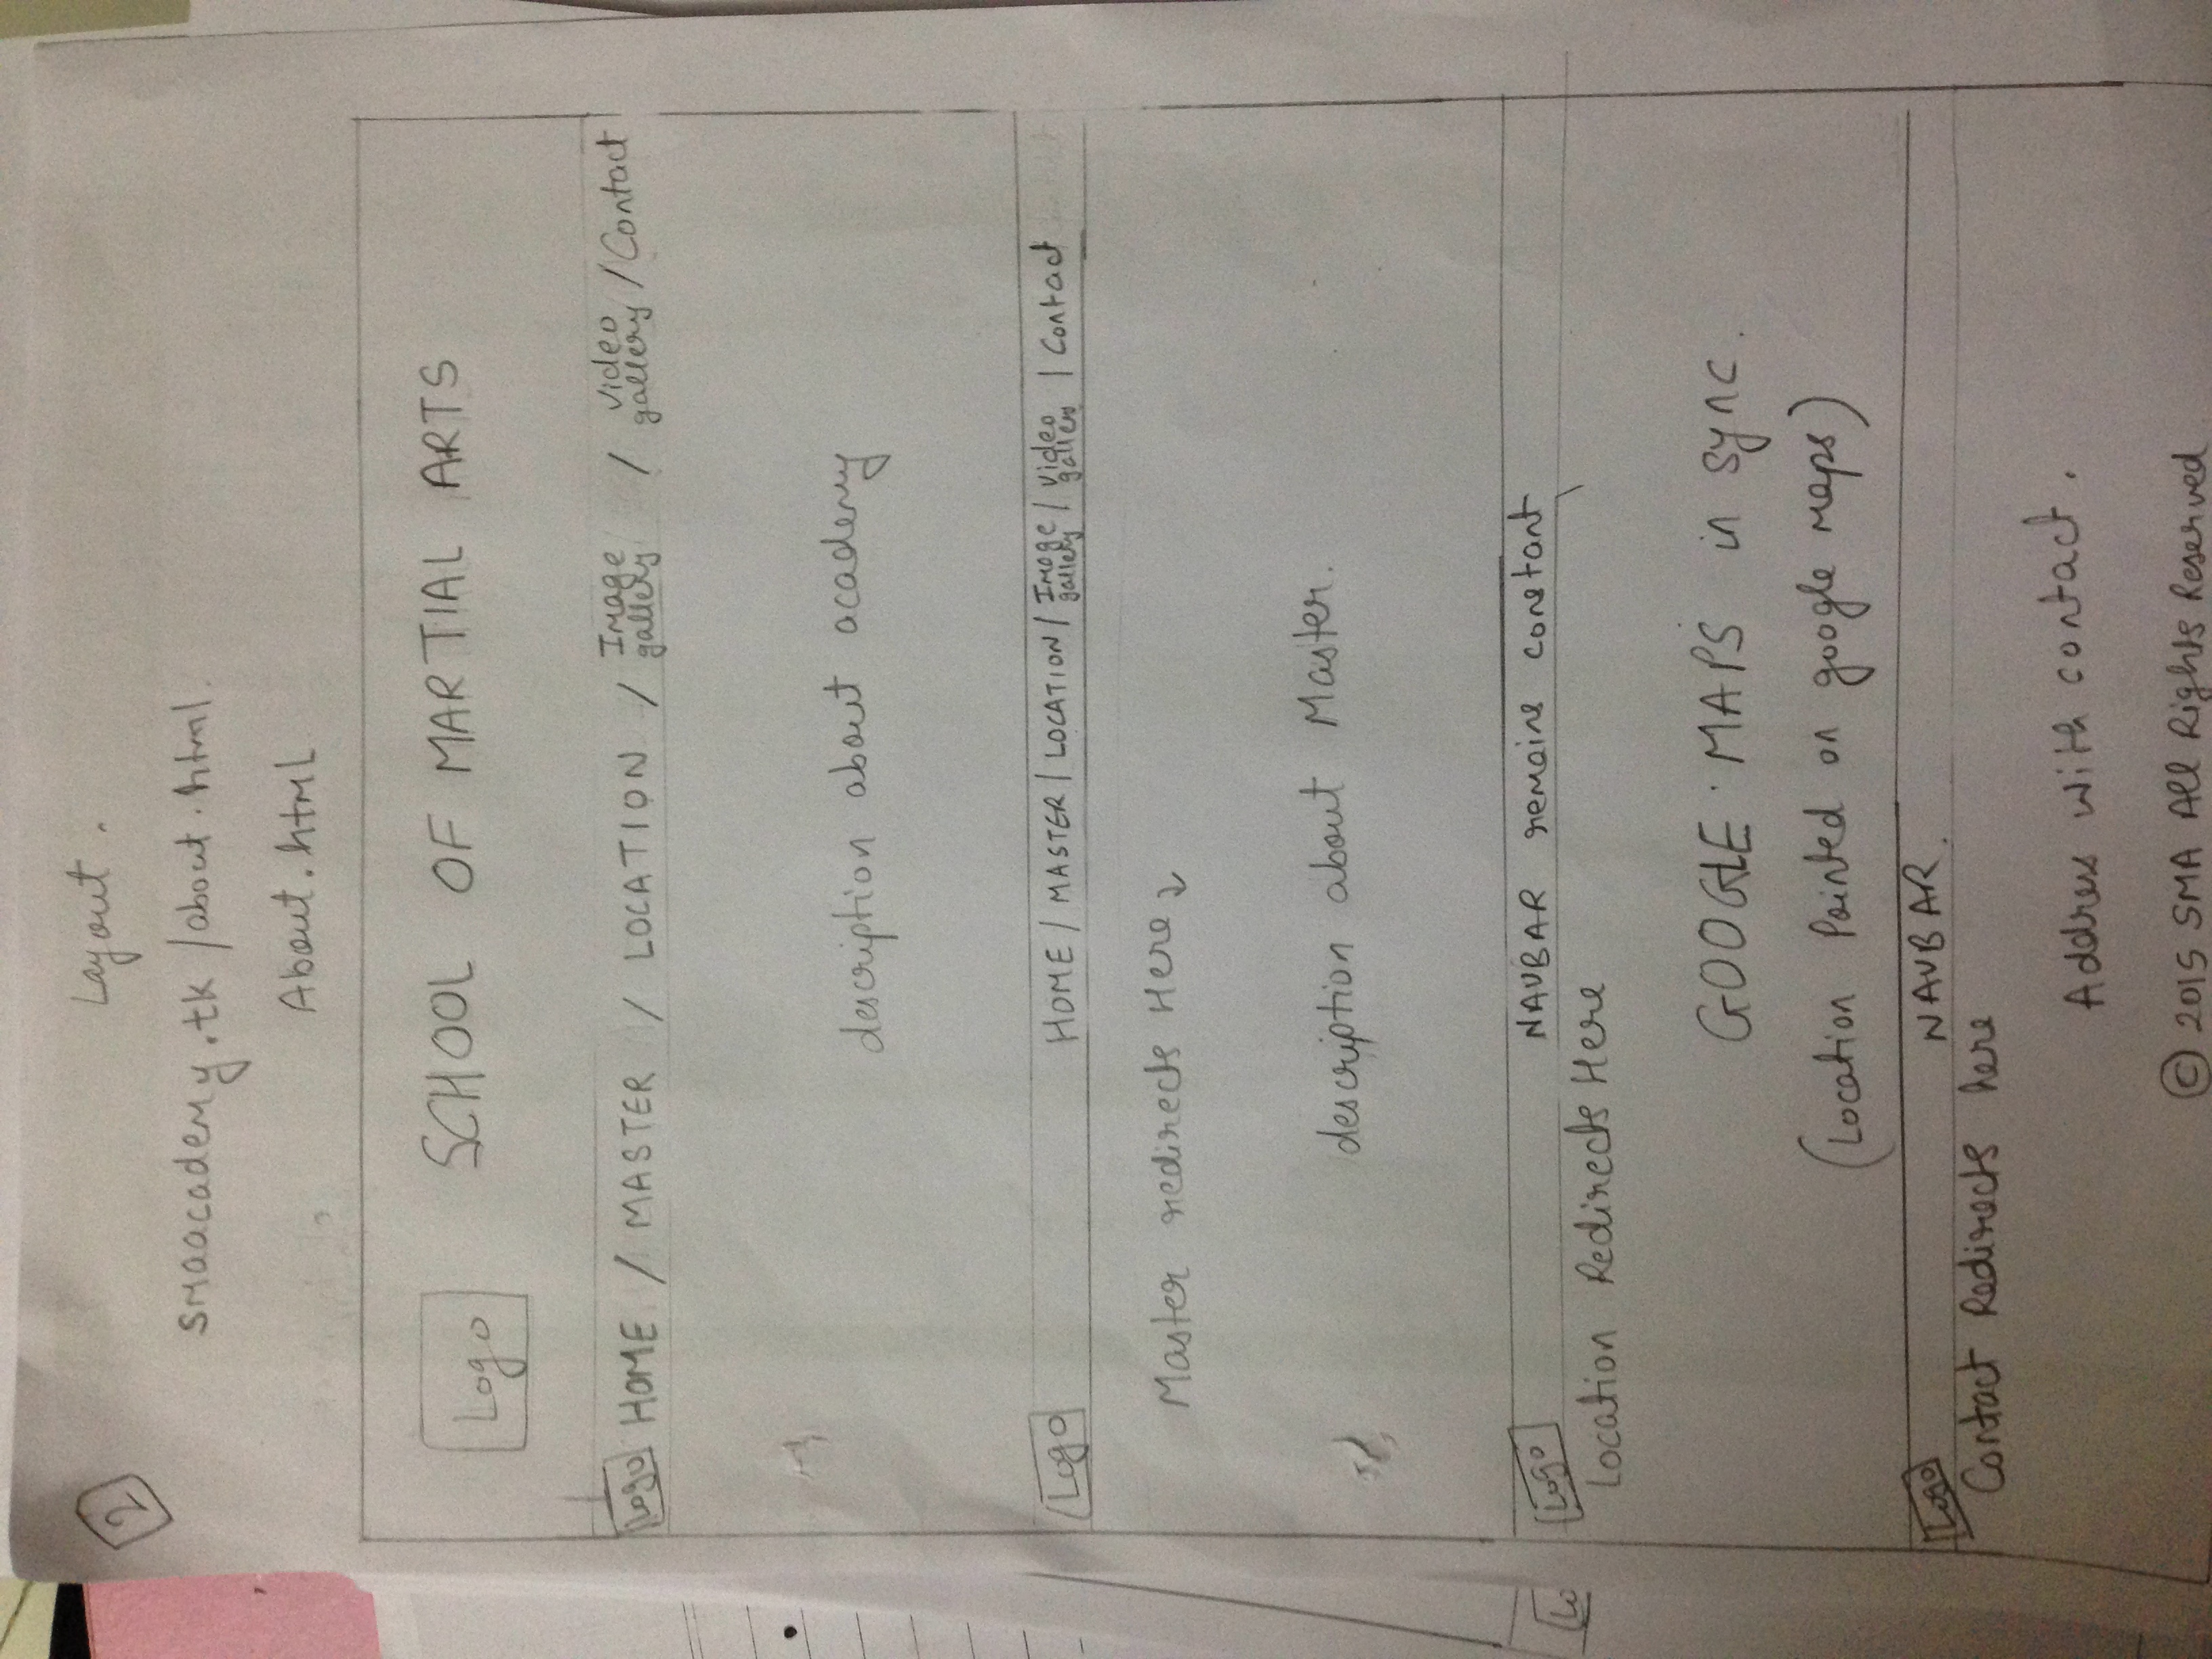 2
Layout.
smaacademy.tk/about.html.
About.html
Logo SCHOOL OF MARTIAL ARTS
Logo HOME / MASTER / LOCATION / Image gallery / Video gallery / Contact
description about academy
Logo HOME / MASTER / LOCATION / Image gallery / Video gallery | Contact
Master redirects Here
description about Master.
Logo NAVBAR remains constant
Location Redirects Here
GOOGLE MAPS in sync.
(Location Pointed on google maps)
Logo NAVBAR.
Contact Redirects here
Address with contact.
© 2015 SMA All Rights Reserved